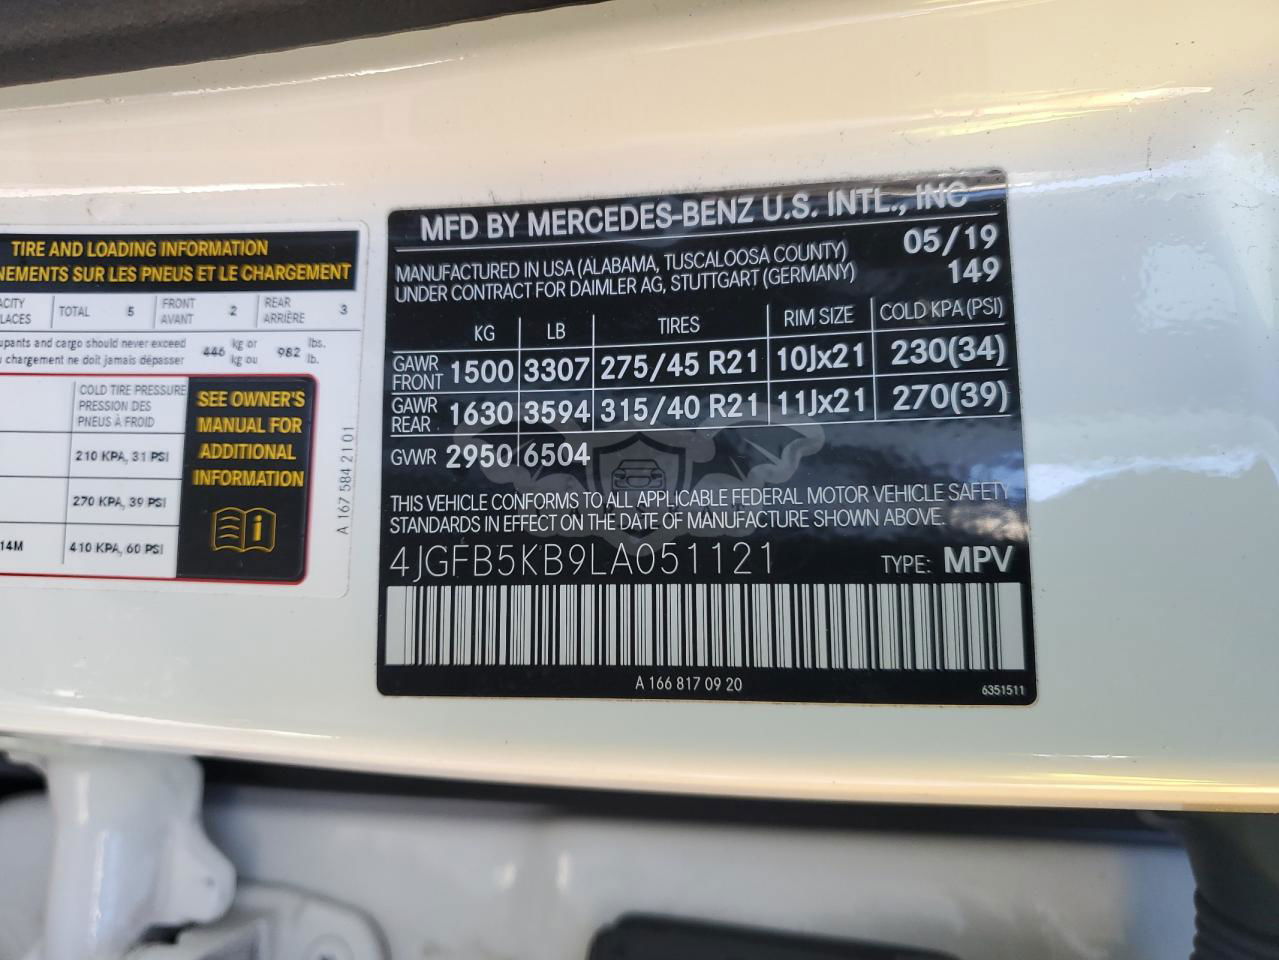 TIRE AND LOADING INFORMATION
NEMENTS SUR LES PNEUS ET LE CHARGEMENT
ACITY
LACES
TOTAL 5
FRONT
AVANT 2
REAR
ARRIÈRE 3
upants and cargo should never exceed
chargement ne doit jamais dépasser
446 kg or
kg ou
982 lbs.
lb.
COLD TIRE PRESSURE
PRESSION DES
PNEUS À FROID
210 KPA, 31 PSI
270 KPA, 39 PSI
14M 410 KPA, 60 PSI
SEE OWNER'S
MANUAL FOR
ADDITIONAL
INFORMATION
A 167 584 21 01
MFD BY MERCEDES-BENZ U.S. INTL., INC
05/19
MANUFACTURED IN USA (ALABAMA, TUSCALOOSA COUNTY)
UNDER CONTRACT FOR DAIMLER AG, STUTTGART (GERMANY)
149
KG LB TIRES RIM SIZE COLD KPA (PSI)
GAWR
FRONT 1500 3307 275/45 R21 10Jx21 230(34)
GAWR
REAR 1630 3594 315/40 R21 11Jx21 270(39)
GVWR 2950 6504
THIS VEHICLE CONFORMS TO ALL APPLICABLE FEDERAL MOTOR VEHICLE SAFETY
STANDARDS IN EFFECT ON THE DATE OF MANUFACTURE SHOWN ABOVE.
4JGFB5KB9LA051121 TYPE: MPV
A 166 817 09 20
6351511